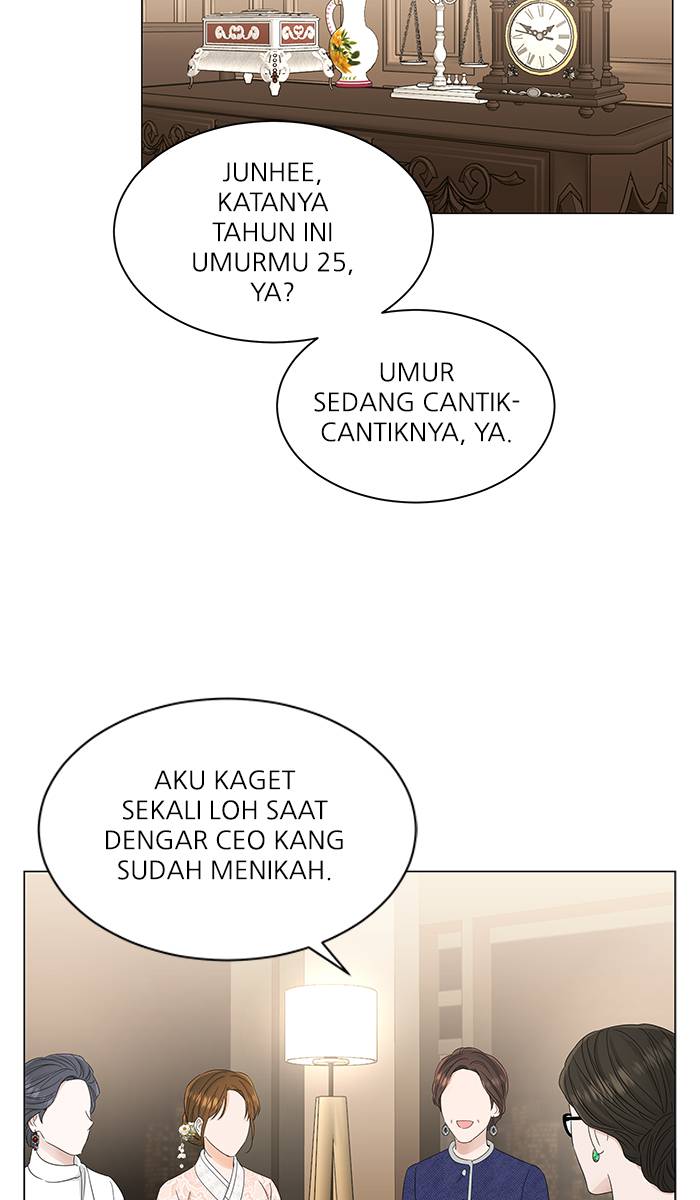 JUNHEE,
KATANYA
TAHUN INI
UMURMU 25,
YA?
UMUR
SEDANG CANTIK-
CANTIKNYA, YA.
AKU KAGET
SEKALI LOH SAAT
DENGAR CEO KANG
SUDAH MENIKAH.